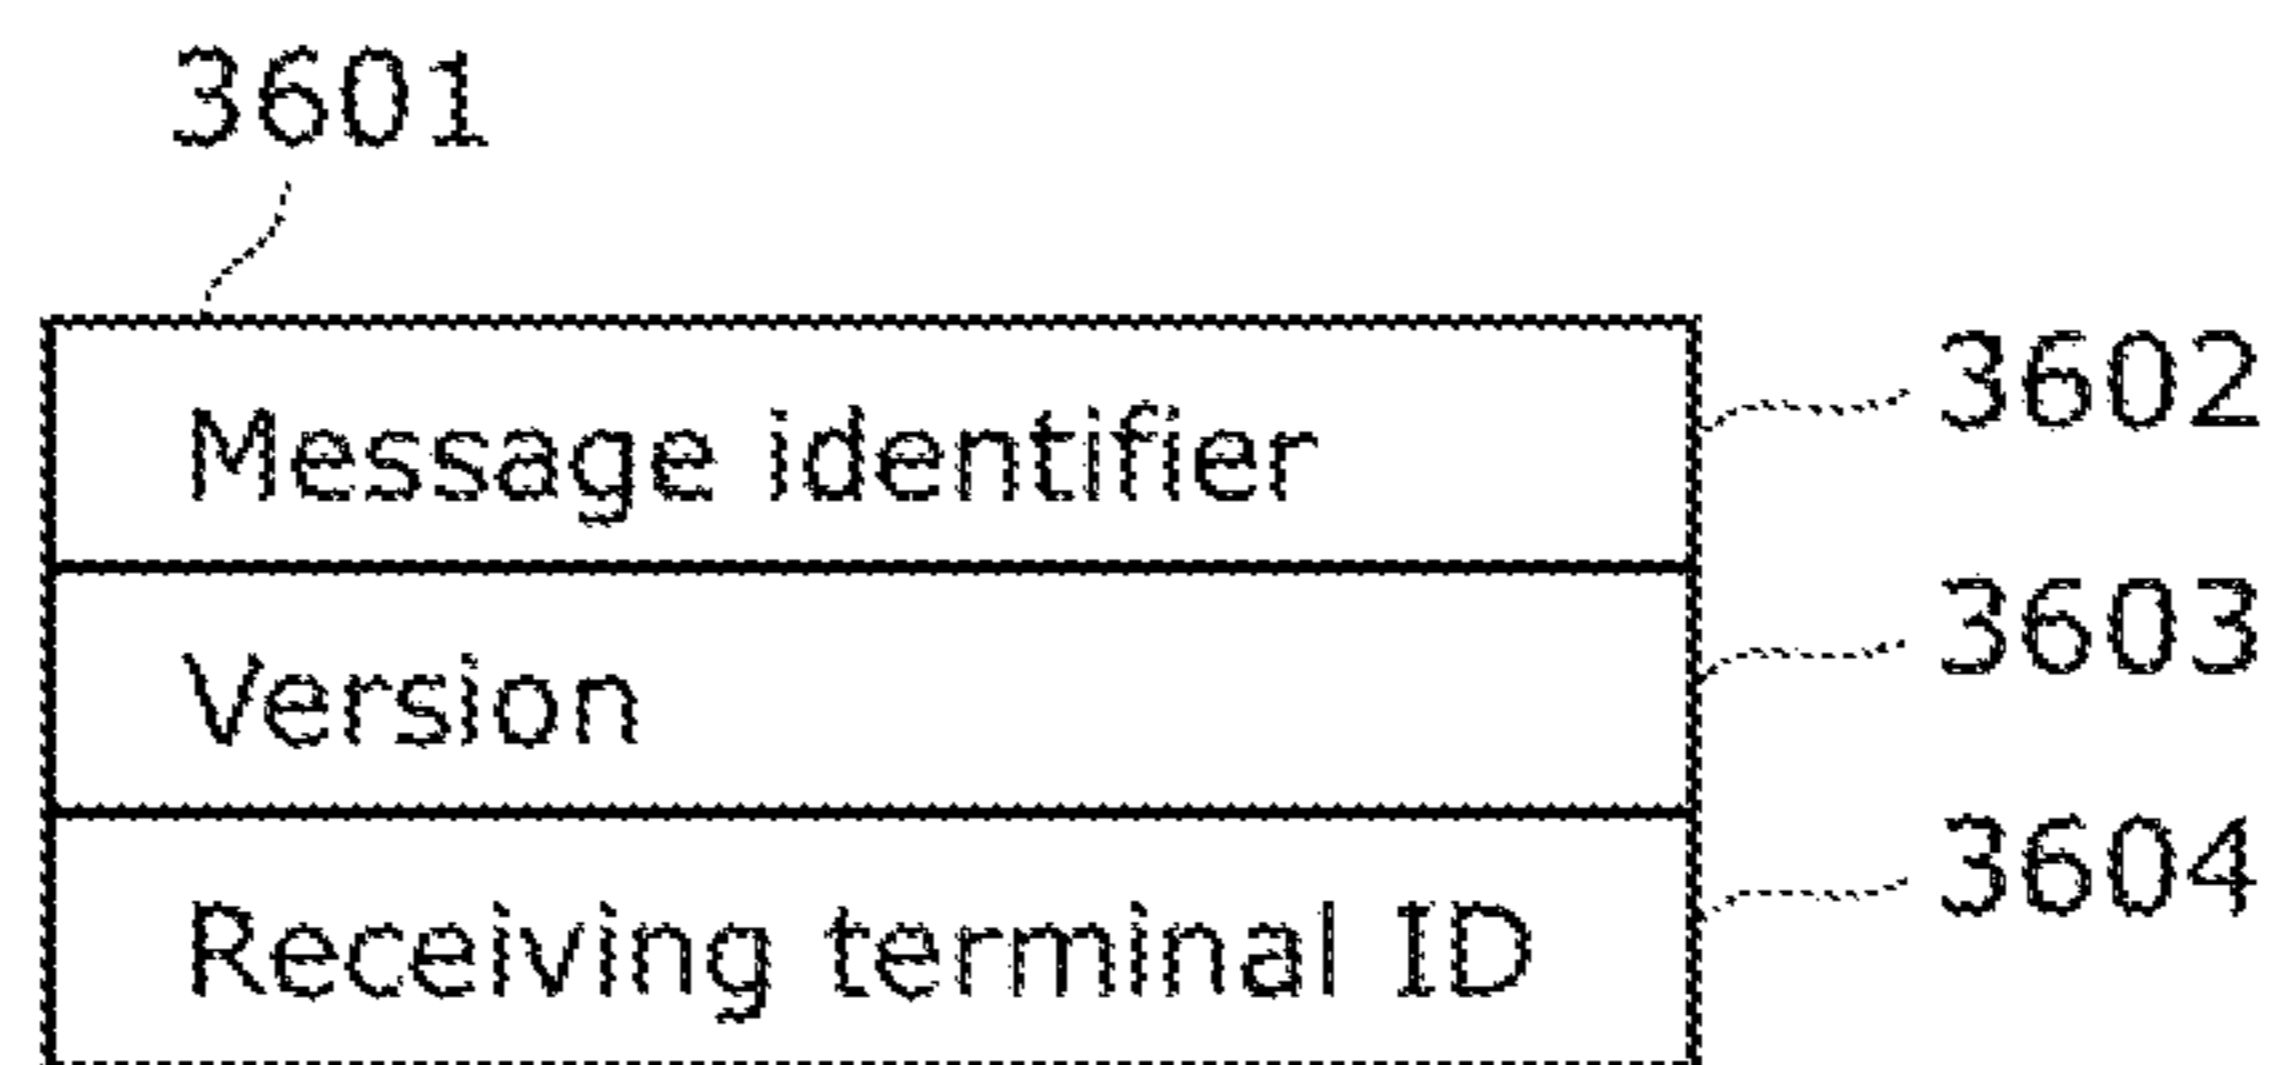 3601
Message identifier 3602
Version 3603
Receiving terminal ID 3604